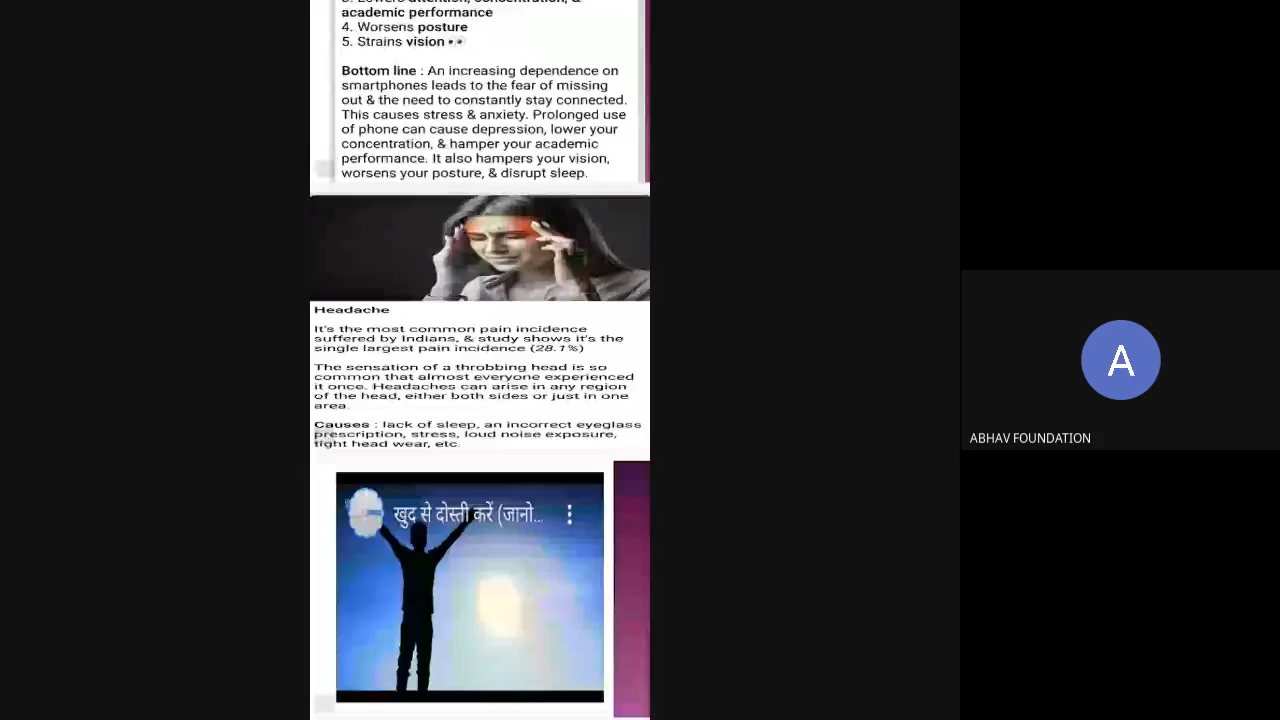 academic performance
4. Worsens posture
5. Strains vision 👀
Bottom line : An increasing dependence on
smartphones leads to the fear of missing
out & the need to constantly stay connected.
This causes stress & anxiety. Prolonged use
of phone can cause depression, lower your
concentration, & hamper your academic
performance. It also hampers your vision,
worsens your posture, & disrupt sleep.
Headache
It's the most common pain incidence
suffered by Indians, & study shows it's the
single largest pain incidence (28.1%)
The sensation of a throbbing head is so
common that almost everyone experienced
it once. Headaches can arise in any region
of the head, either both sides or just in one
area.
Causes : lack of sleep, an incorrect eyeglass
prescription, stress, loud noise exposure,
tight head wear, etc.
खुद से दोस्ती करें (जानो...
A
ABHAV FOUNDATION